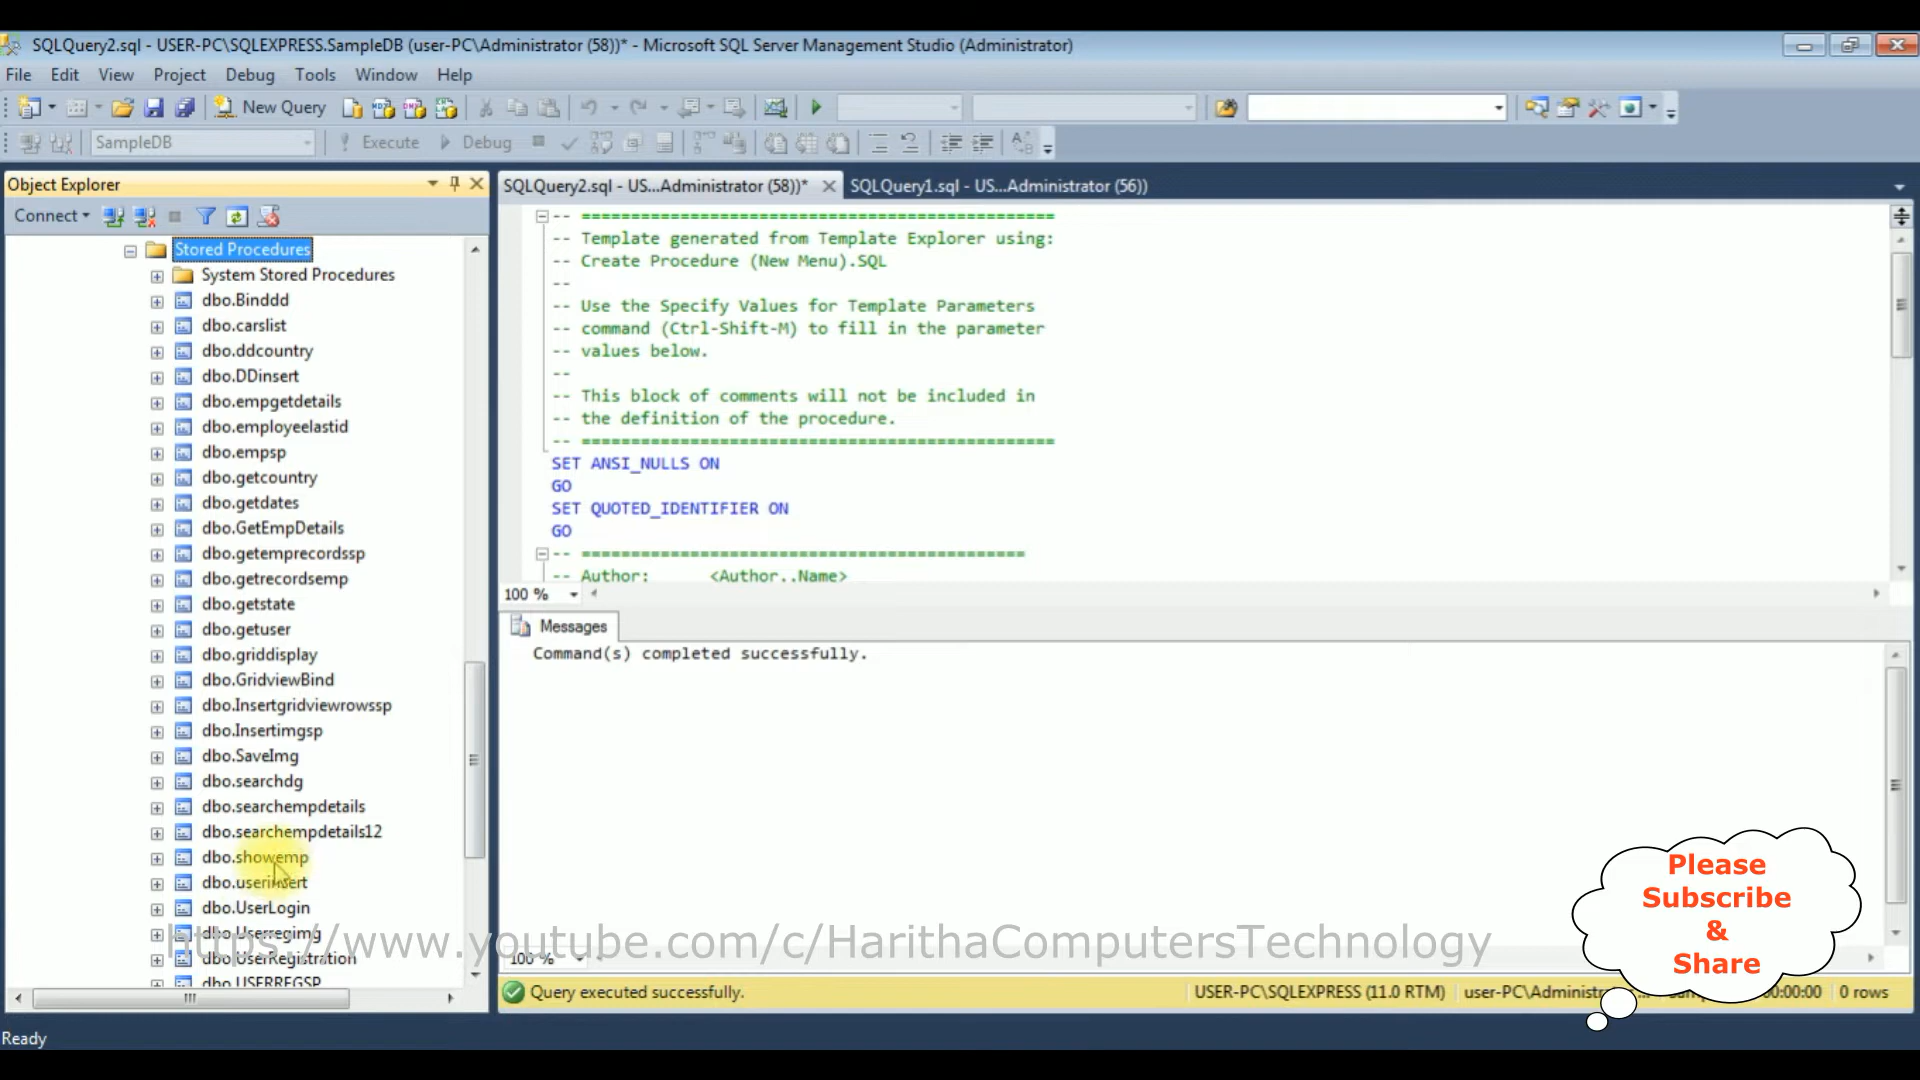 SQLQuery2.sql - USER-PC\SQLEXPRESS.SampleDB (user-PC\Administrator (58))* - Microsoft SQL Server Management Studio (Administrator)
File Edit View Project Debug Tools Window Help
New Query
SampleDB Execute Debug
Object Explorer
Connect
Stored Procedures
System Stored Procedures
dbo.Binddd
dbo.carslist
dbo.ddcountry
dbo.DDinsert
dbo.empgetdetails
dbo.employeelastid
dbo.empsp
dbo.getcountry
dbo.getdates
dbo.GetEmpDetails
dbo.getemprecordssp
dbo.getrecordsemp
dbo.getstate
dbo.getuser
dbo.griddisplay
dbo.GridviewBind
dbo.Insertgridviewrowssp
dbo.Insertimgsp
dbo.SaveImg
dbo.searchdg
dbo.searchempdetails
dbo.searchempdetails12
dbo.showemp
dbo.userinsert
dbo.UserLogin
dbo.Userregimg
dbo.UserRegistration
dbo.USERREGSP
SQLQuery2.sql - US...Administrator (58))* SQLQuery1.sql - US...Administrator (56))
-- =============================================
-- Template generated from Template Explorer using:
-- Create Procedure (New Menu).SQL
--
-- Use the Specify Values for Template Parameters
-- command (Ctrl-Shift-M) to fill in the parameter
-- values below.
--
-- This block of comments will not be included in
-- the definition of the procedure.
-- =============================================
SET ANSI_NULLS ON
GO
SET QUOTED_IDENTIFIER ON
GO
-- =============================================
-- Author: <Author,,Name>
100 %
Messages
Command(s) completed successfully.
100 %
Query executed successfully. USER-PC\SQLEXPRESS (11.0 RTM) user-PC\Administr... 00:00:00 0 rows
Ready
https://www.youtube.com/c/HarithaComputersTechnology
Please
Subscribe
&
Share